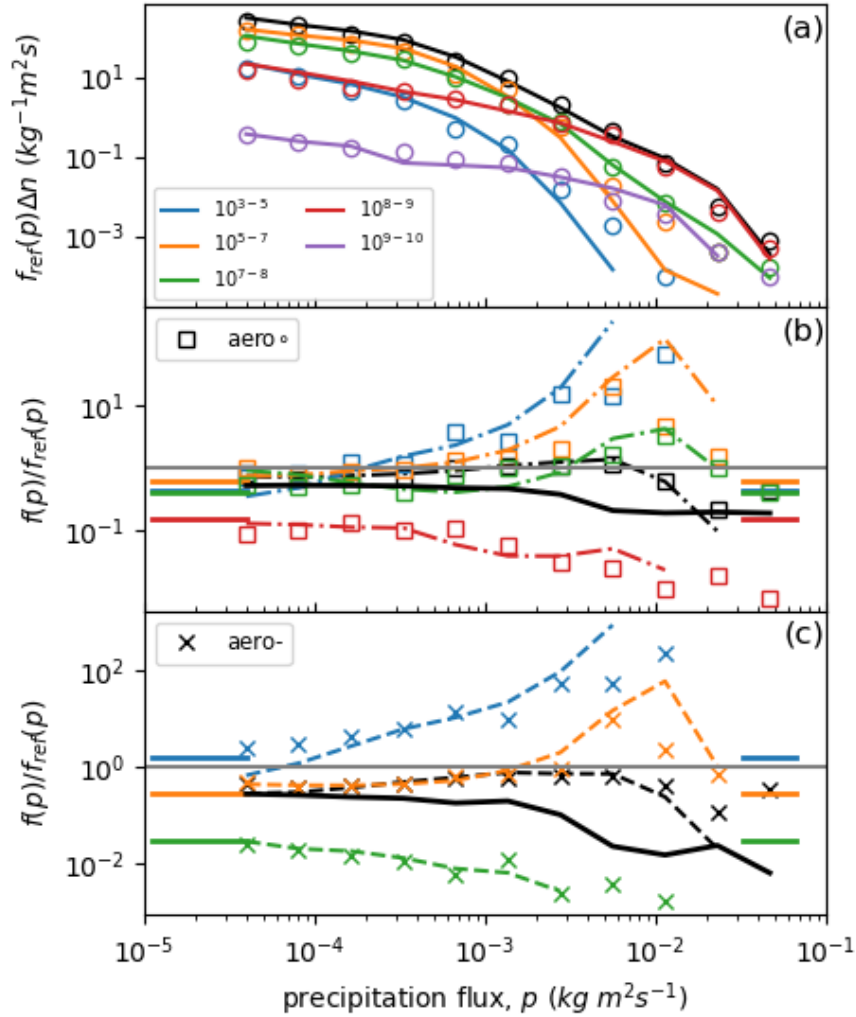 (a)
f_ref(p)Δn (kg⁻¹m²s)
10¹
10⁻¹
10⁻³
10³⁻⁵
10⁵⁻⁷
10⁷⁻⁸
10⁸⁻⁹
10⁹⁻¹⁰
(b)
aero∘
f(p)/f_ref(p)
10¹
10⁻¹
(c)
aero-
f(p)/f_ref(p)
10²
10⁰
10⁻²
10⁻⁵ 10⁻⁴ 10⁻³ 10⁻² 10⁻¹
precipitation flux, p (kg m²s⁻¹)